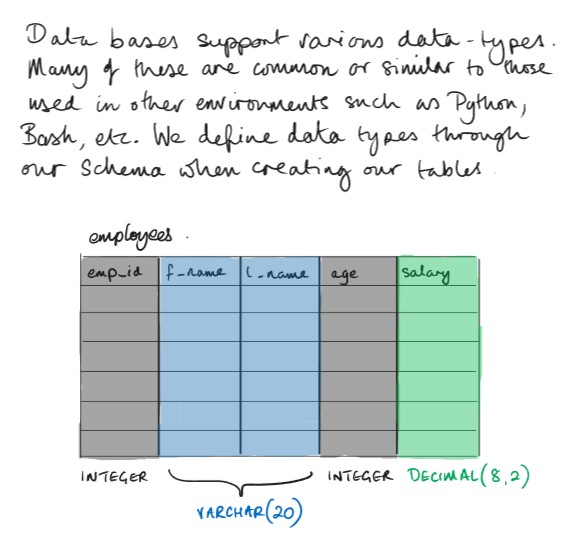 Data bases support various data-types.
Many of these are common or similar to those
used in other environments such as Python,
Bash, etc. We define data types through
our Schema when creating our tables.
employees.
emp_id f_name l_name age salary
INTEGER INTEGER DECIMAL(8,2)
VARCHAR(20)